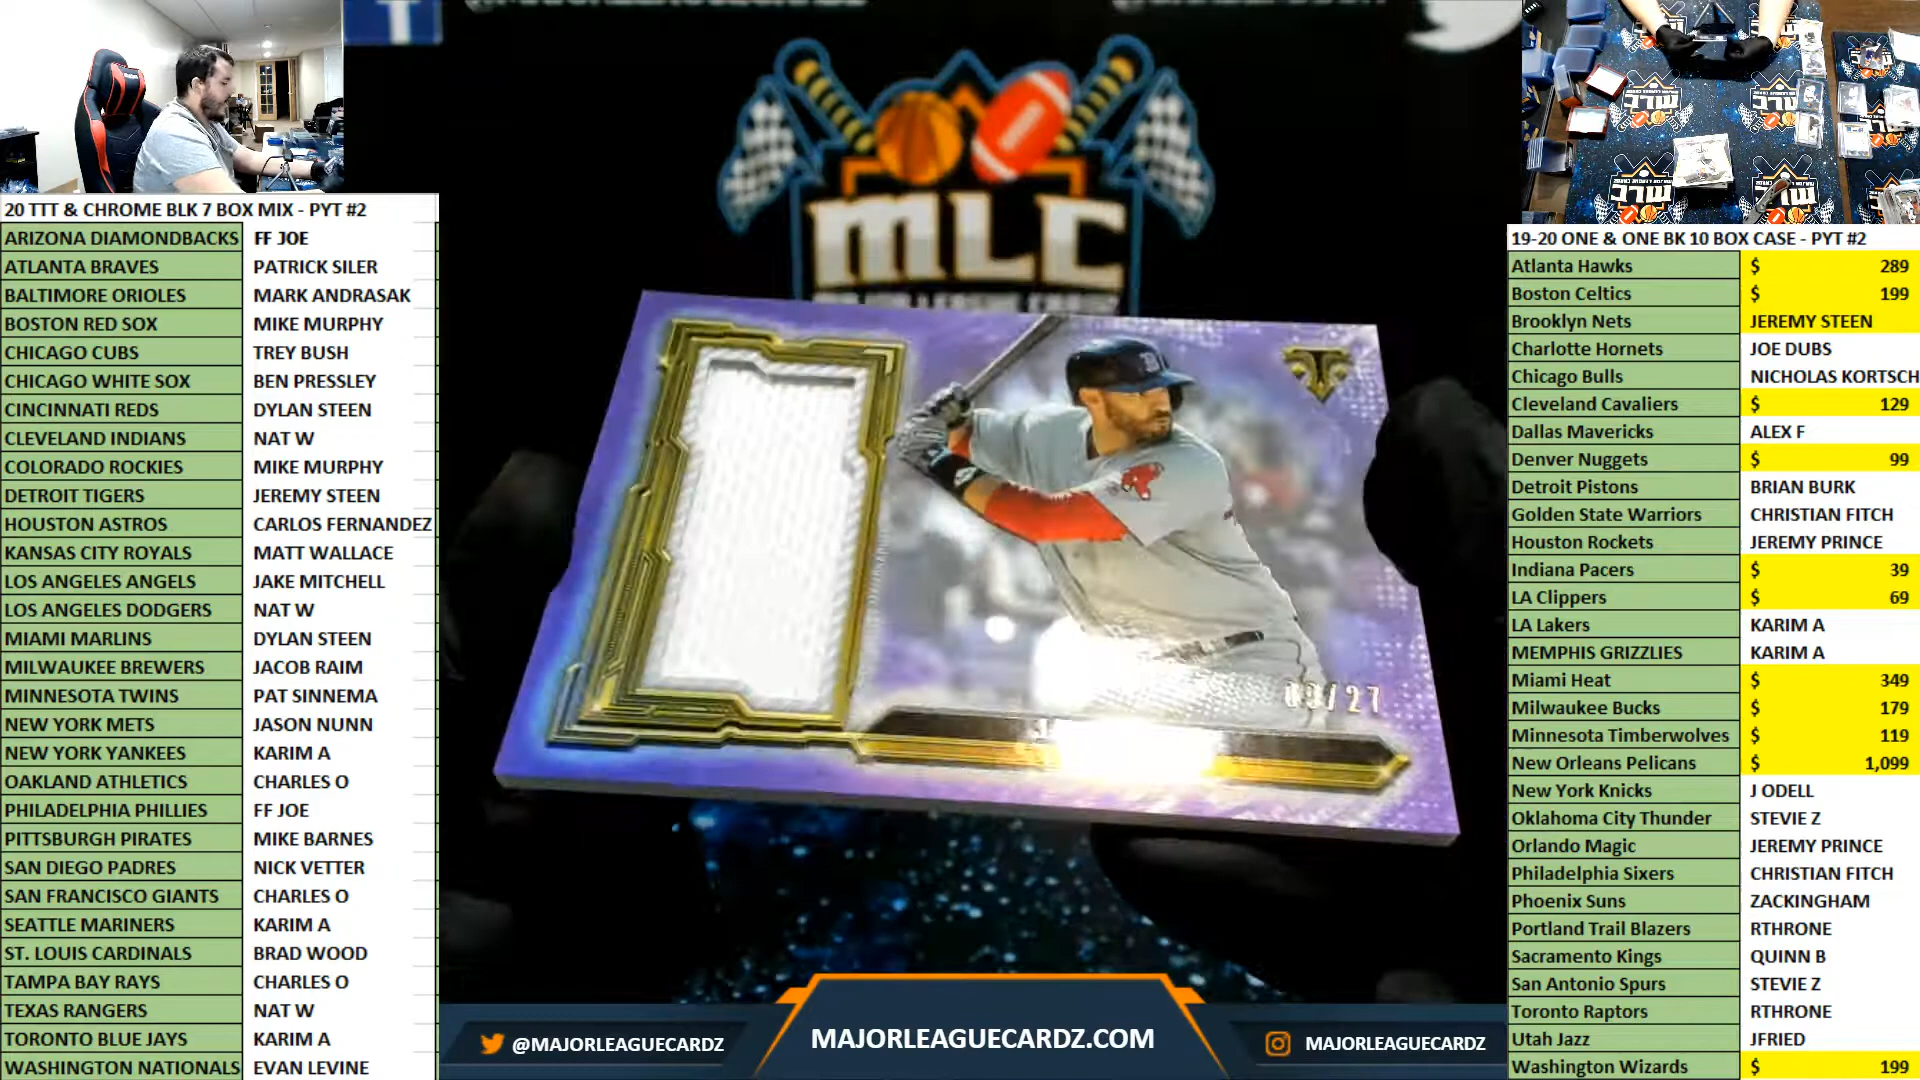 20 TTT & CHROME BLK 7 BOX MIX - PYT #2
ARIZONA DIAMONDBACKS FF JOE
ATLANTA BRAVES PATRICK SILER
BALTIMORE ORIOLES MARK ANDRASAK
BOSTON RED SOX MIKE MURPHY
CHICAGO CUBS TREY BUSH
CHICAGO WHITE SOX BEN PRESSLEY
CINCINNATI REDS DYLAN STEEN
CLEVELAND INDIANS NAT W
COLORADO ROCKIES MIKE MURPHY
DETROIT TIGERS JEREMY STEEN
HOUSTON ASTROS CARLOS FERNANDEZ
KANSAS CITY ROYALS MATT WALLACE
LOS ANGELES ANGELS JAKE MITCHELL
LOS ANGELES DODGERS NAT W
MIAMI MARLINS DYLAN STEEN
MILWAUKEE BREWERS JACOB RAIM
MINNESOTA TWINS PAT SINNEMA
NEW YORK METS JASON NUNN
NEW YORK YANKEES KARIM A
OAKLAND ATHLETICS CHARLES O
PHILADELPHIA PHILLIES FF JOE
PITTSBURGH PIRATES MIKE BARNES
SAN DIEGO PADRES NICK VETTER
SAN FRANCISCO GIANTS CHARLES O
SEATTLE MARINERS KARIM A
ST. LOUIS CARDINALS BRAD WOOD
TAMPA BAY RAYS CHARLES O
TEXAS RANGERS NAT W
TORONTO BLUE JAYS KARIM A
WASHINGTON NATIONALS EVAN LEVINE
MLC
B
09/27
@MAJORLEAGUECARDZ
MAJORLEAGUECARDZ.COM
MAJORLEAGUECARDZ
MLC
MLC
MLC
MLC
19-20 ONE & ONE BK 10 BOX CASE - PYT #2
Atlanta Hawks $ 289
Boston Celtics $ 199
Brooklyn Nets JEREMY STEEN
Charlotte Hornets JOE DUBS
Chicago Bulls NICHOLAS KORTSCH
Cleveland Cavaliers $ 129
Dallas Mavericks ALEX F
Denver Nuggets $ 99
Detroit Pistons BRIAN BURK
Golden State Warriors CHRISTIAN FITCH
Houston Rockets JEREMY PRINCE
Indiana Pacers $ 39
LA Clippers $ 69
LA Lakers KARIM A
MEMPHIS GRIZZLIES KARIM A
Miami Heat $ 349
Milwaukee Bucks $ 179
Minnesota Timberwolves $ 119
New Orleans Pelicans $ 1,099
New York Knicks J ODELL
Oklahoma City Thunder STEVIE Z
Orlando Magic JEREMY PRINCE
Philadelphia Sixers CHRISTIAN FITCH
Phoenix Suns ZACKINGHAM
Portland Trail Blazers RTHRONE
Sacramento Kings QUINN B
San Antonio Spurs STEVIE Z
Toronto Raptors RTHRONE
Utah Jazz JFRIED
Washington Wizards $ 199